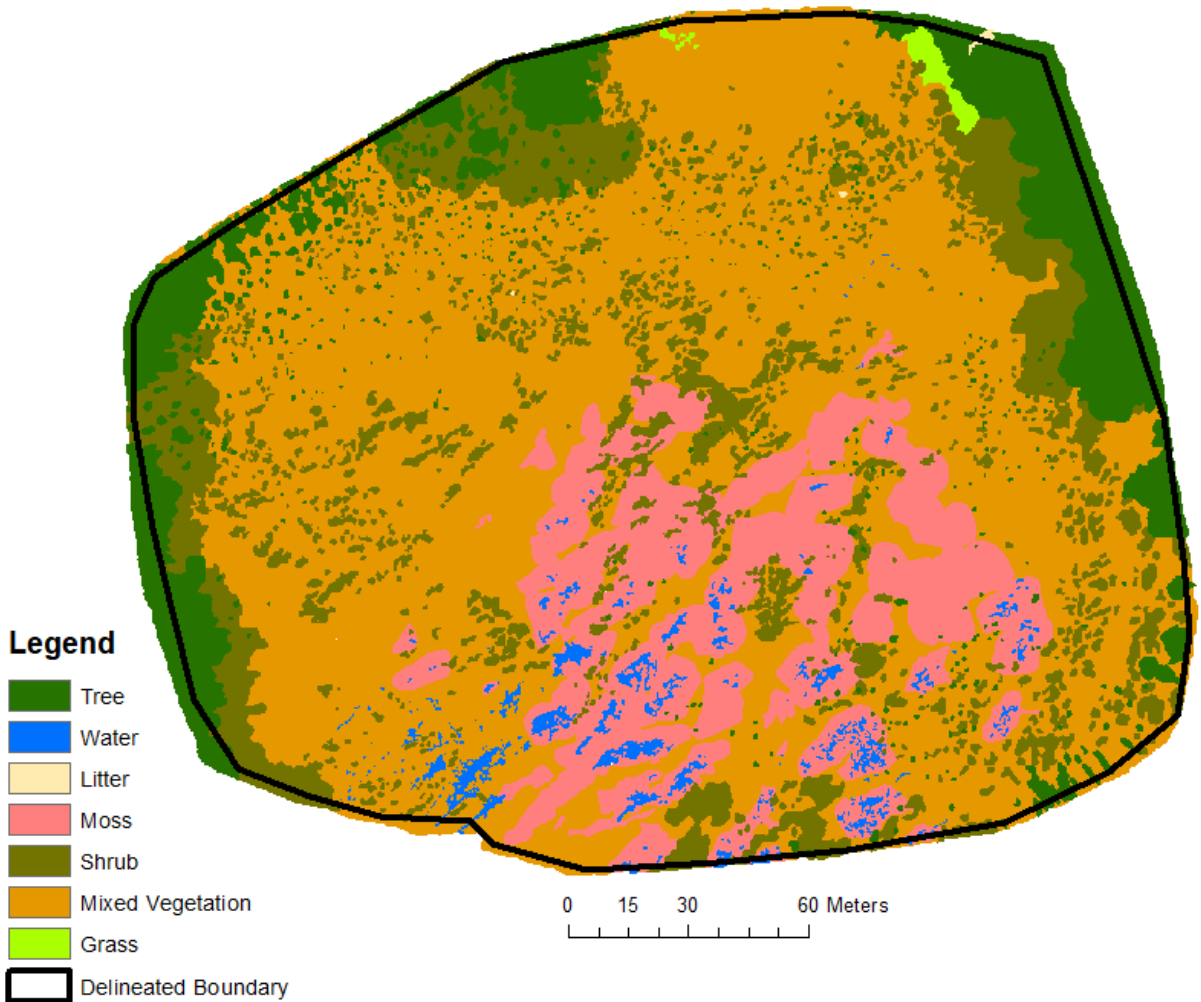 Legend
Tree
Water
Litter
Moss
Shrub
Mixed Vegetation
Grass
Delineated Boundary
0 15 30 60 Meters